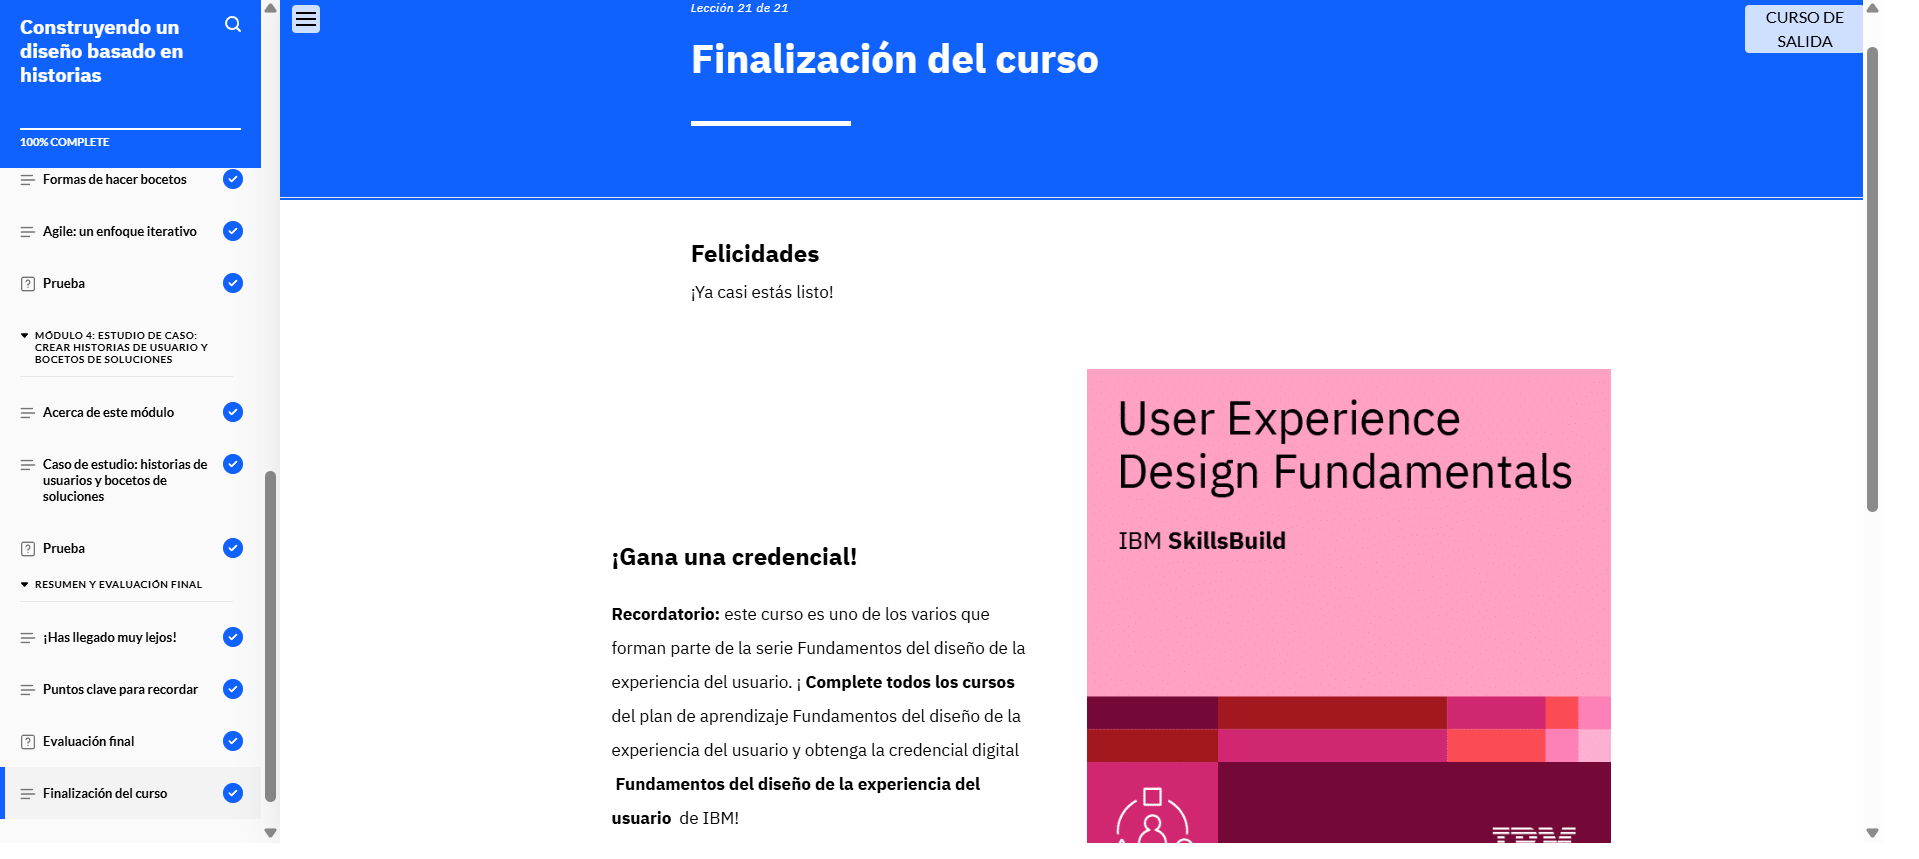 Construyendo un
diseño basado en
historias
100% COMPLETE
Formas de hacer bocetos
Agile: un enfoque iterativo
Prueba
MÓDULO 4: ESTUDIO DE CASO:
CREAR HISTORIAS DE USUARIO Y
BOCETOS DE SOLUCIONES
Acerca de este módulo
Caso de estudio: historias de
usuarios y bocetos de
soluciones
Prueba
RESUMEN Y EVALUACIÓN FINAL
¡Has llegado muy lejos!
Puntos clave para recordar
Evaluación final
Finalización del curso
Lección 21 de 21
Finalización del curso
CURSO DE
SALIDA
Felicidades
¡Ya casi estás listo!
¡Gana una credencial!
Recordatorio: este curso es uno de los varios que
forman parte de la serie Fundamentos del diseño de la
experiencia del usuario. ¡ Complete todos los cursos
del plan de aprendizaje Fundamentos del diseño de la
experiencia del usuario y obtenga la credencial digital
Fundamentos del diseño de la experiencia del
usuario de IBM!
User Experience
Design Fundamentals
IBM SkillsBuild
IBM